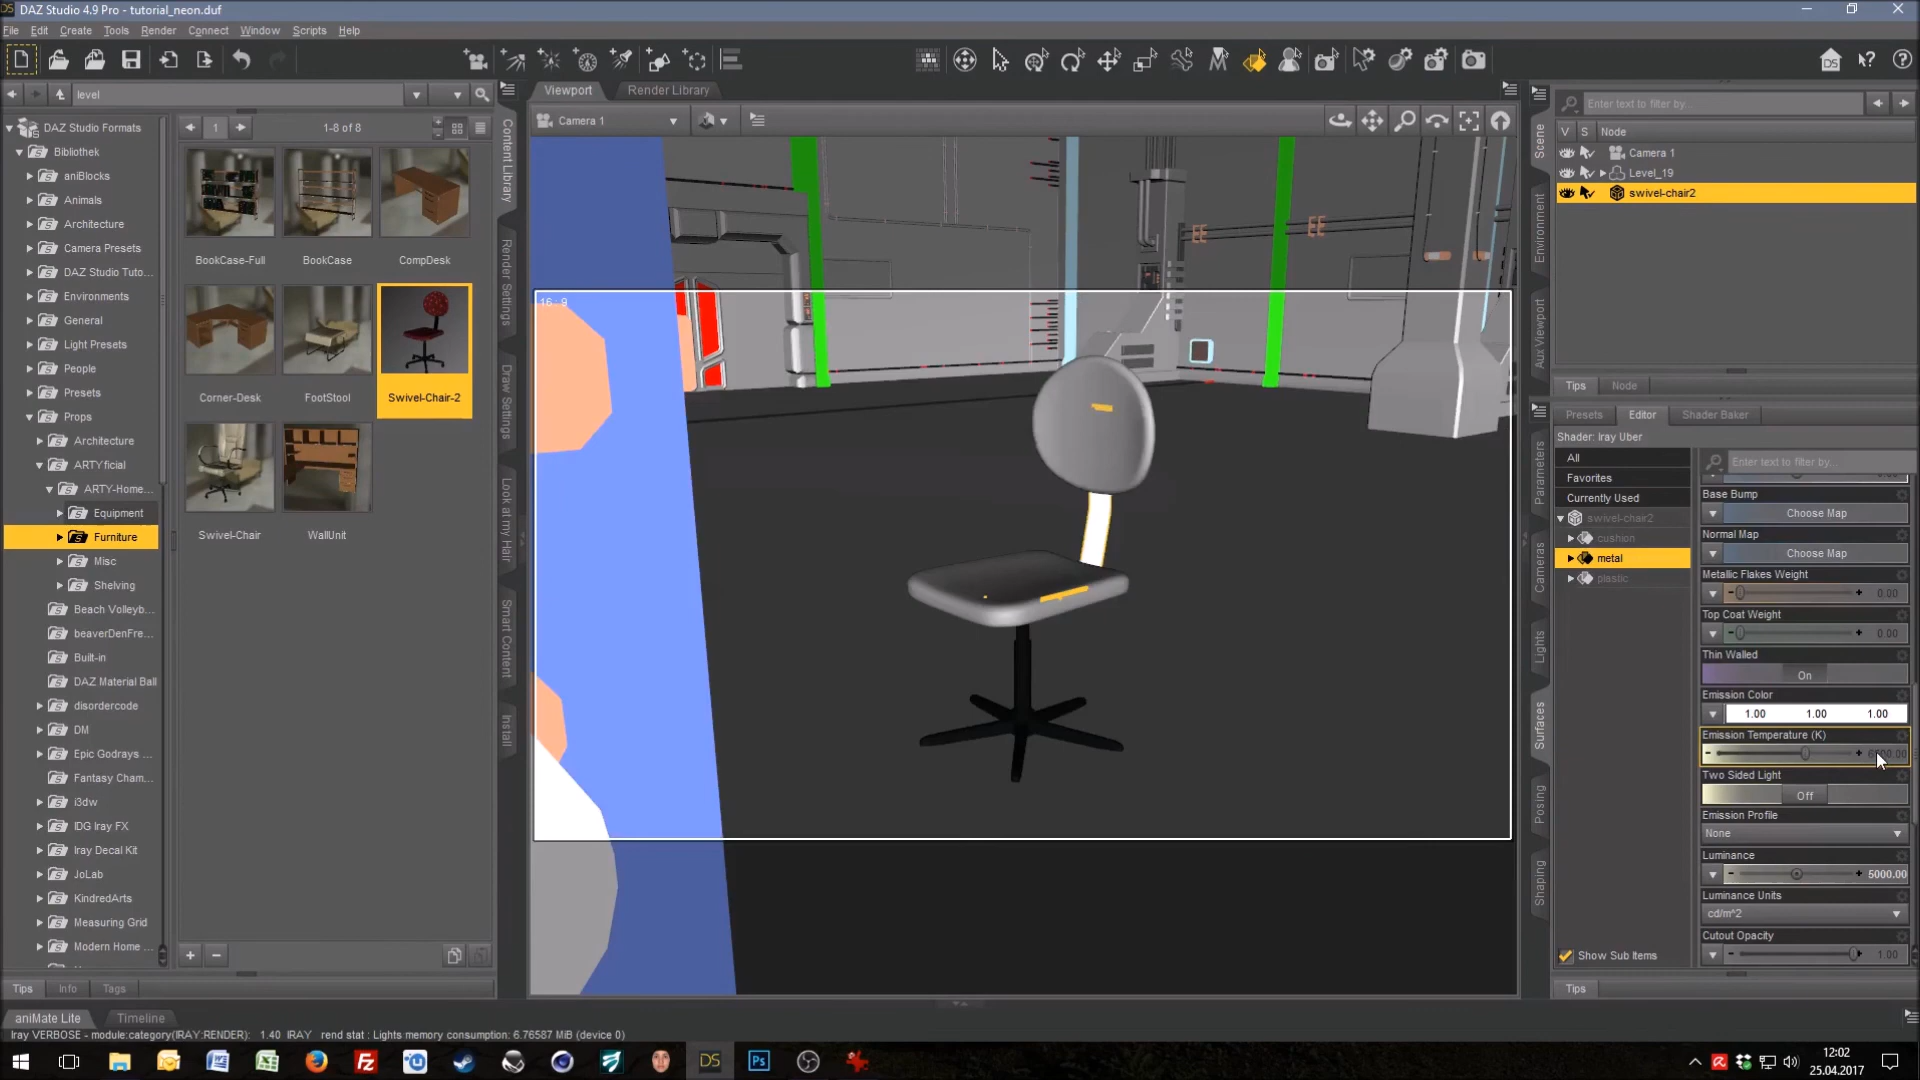 DAZ Studio 4.9 Pro - tutorial_neon.duf
File Edit Create Tools Render Connect Window Scripts Help
level
Viewport Render Library
Enter text to filter by...
DAZ Studio Formats
Bibliothek
aniBlocks
Animals
Architecture
Camera Presets
DAZ Studio Tuto...
Environments
General
Light Presets
People
Presets
Props
Architecture
ARTYficial
ARTY-Home...
Equipment
Furniture
Misc
Shelving
Beach Volleyb...
beaverDenFre...
Built-in
DAZ Material Ball
disordercode
DM
Epic Godrays ...
Fantasy Cham...
i3dw
IDG Iray FX
Iray Decal Kit
JoLab
KindredArts
Measuring Grid
Modern Home ...
1 1-8 of 8
BookCase-Full BookCase CompDesk
Corner-Desk FootStool Swivel-Chair-2
Swivel-Chair WallUnit
Tips Info Tags
Content Library
Render Settings
Draw Settings
Look at my Hair
Smart Content
Install
Camera 1
16 : 9
Scene
Environment
Aux Viewport
V S Node
Camera 1
Level_19
swivel-chair2
Tips Node
Parameters
Cameras
Lights
Surfaces
Posing
Shaping
Presets Editor Shader Baker
Shader: Iray Uber
All
Favorites
Currently Used
swivel-chair2
cushion
metal
plastic
Show Sub Items
Enter text to filter by...
Base Bump
Choose Map
Normal Map
Choose Map
Metallic Flakes Weight
0.00
Top Coat Weight
0.00
Thin Walled
On
Emission Color
1.00 1.00 1.00
Emission Temperature (K)
Two Sided Light
Off
Emission Profile
None
Luminance
5000.00
Luminance Units
cd/m^2
Cutout Opacity
1.00
Tips
aniMate Lite Timeline
Iray VERBOSE - module:category(IRAY:RENDER): 1.40 IRAY rend stat : Lights memory consumption: 6.76587 MiB (device 0)
DS
Ps
12:02
25.04.2017